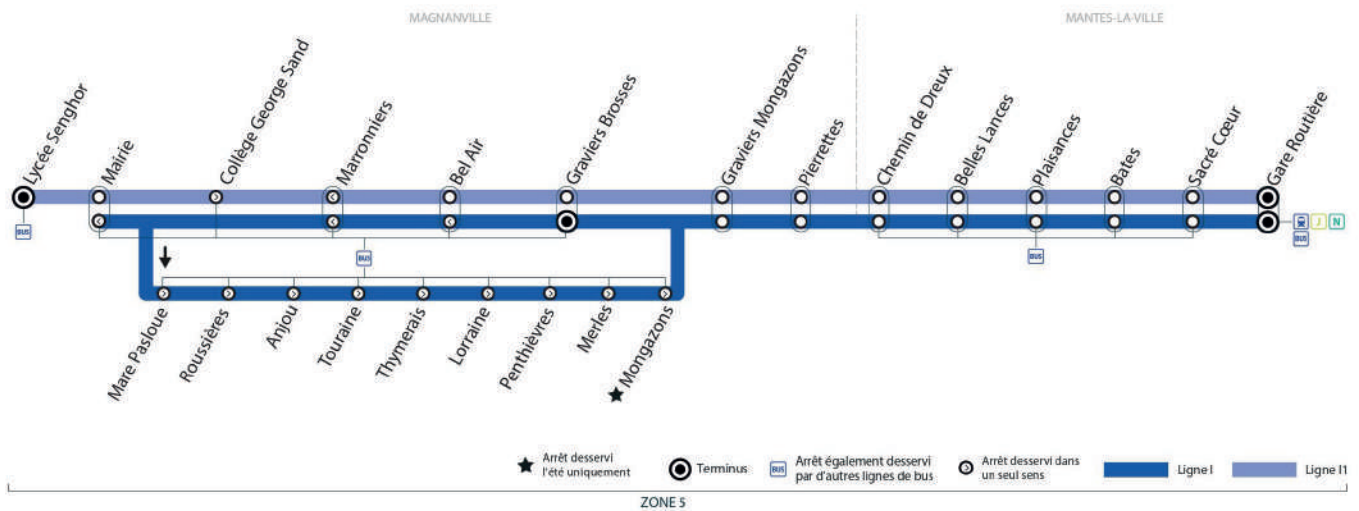 MAGNANVILLE
MANTES-LA-VILLE
Lycée Senghor
Mairie
Collège George Sand
Marronniers
Bel Air
Graviers Brosses
Graviers Mongazons
Pierrettes
Chemin de Dreux
Belles Lances
Plaisances
Bates
Sacré Cœur
Gare Routière
BUS
J
N
BUS
BUS
BUS
Mare Pasloue
Roussières
Anjou
Touraine
Thymerais
Lorraine
Penthièvres
Merles
Mongazons
Arrêt desservi
l'été uniquement
Terminus
BUS
Arrêt également desservi
par d'autres lignes de bus
Arrêt desservi dans
un seul sens
Ligne I
Ligne I1
ZONE 5